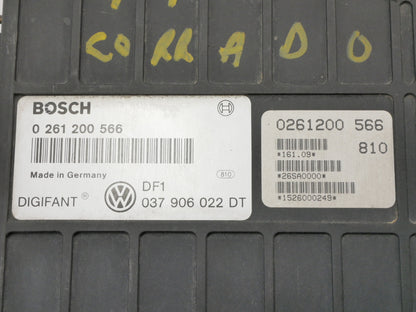 CORRADO
BOSCH
0 261 200 566
Made in Germany
810
DIGIFANT®
DF1
037 906 022 DT
0261200 566
810
*161.09*
*26SA0000*
*1526000249*